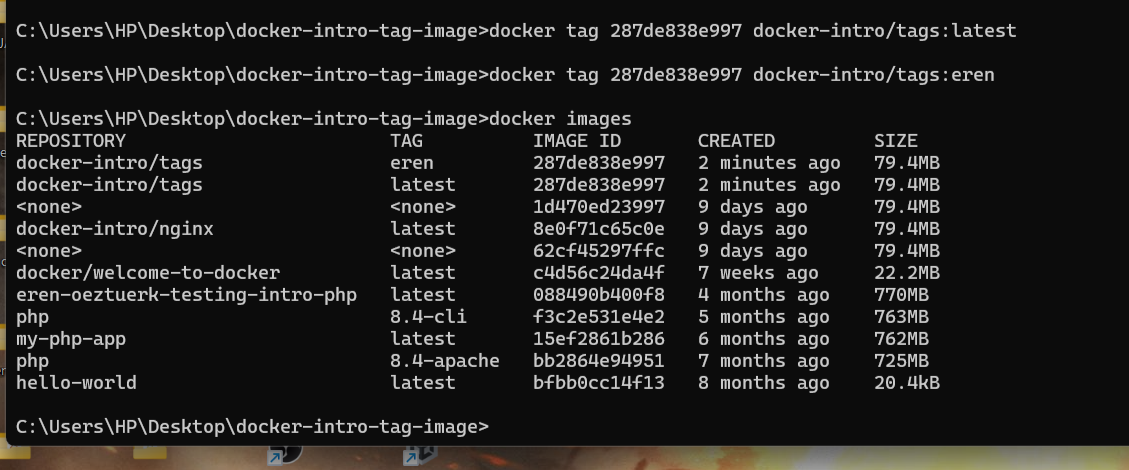 C:\Users\HP\Desktop\docker-intro-tag-image>docker tag 287de838e997 docker-intro/tags:latest
C:\Users\HP\Desktop\docker-intro-tag-image>docker tag 287de838e997 docker-intro/tags:eren
C:\Users\HP\Desktop\docker-intro-tag-image>docker images
REPOSITORY TAG IMAGE ID CREATED SIZE
docker-intro/tags eren 287de838e997 2 minutes ago 79.4MB
docker-intro/tags latest 287de838e997 2 minutes ago 79.4MB
<none> <none> 1d470ed23997 9 days ago 79.4MB
docker-intro/nginx latest 8e0f71c65c0e 9 days ago 79.4MB
<none> <none> 62cf45297ffc 9 days ago 79.4MB
docker/welcome-to-docker latest c4d56c24da4f 7 weeks ago 22.2MB
eren-oeztuerk-testing-intro-php latest 088490b400f8 4 months ago 770MB
php 8.4-cli f3c2e531e4e2 5 months ago 763MB
my-php-app latest 15ef2861b286 6 months ago 762MB
php 8.4-apache bb2864e94951 7 months ago 725MB
hello-world latest bfbb0cc14f13 8 months ago 20.4kB
C:\Users\HP\Desktop\docker-intro-tag-image>